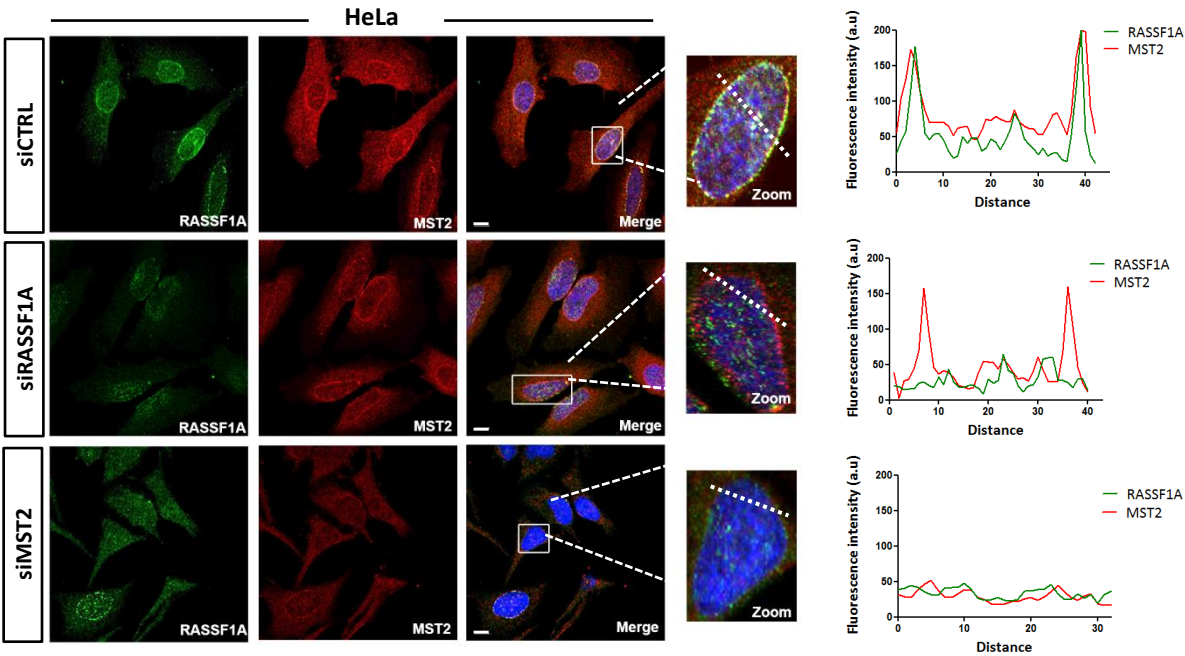 HeLa
siCTRL
RASSF1A
MST2
Merge
Zoom
Fluorescence intensity (a.u)
200
150
100
50
0
0 10 20 30 40
Distance
RASSF1A
MST2
siRASSF1A
RASSF1A
MST2
Merge
Zoom
Fluorescence intensity (a.u)
200
150
100
50
0
0 10 20 30 40
Distance
RASSF1A
MST2
siMST2
RASSF1A
MST2
Merge
Zoom
Fluorescence intensity (a.u)
200
150
100
50
0
0 10 20 30
Distance
RASSF1A
MST2